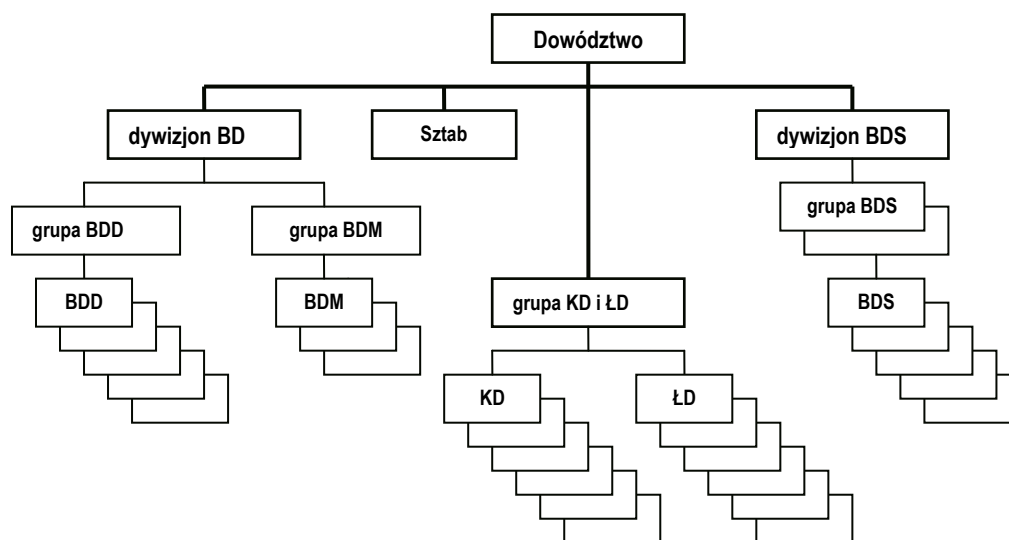 Dowództwo
dywizjon BD
Sztab
dywizjon BDS
grupa BDD
grupa BDM
grupa BDS
BDD
BDM
grupa KD i ŁD
BDS
KD
ŁD